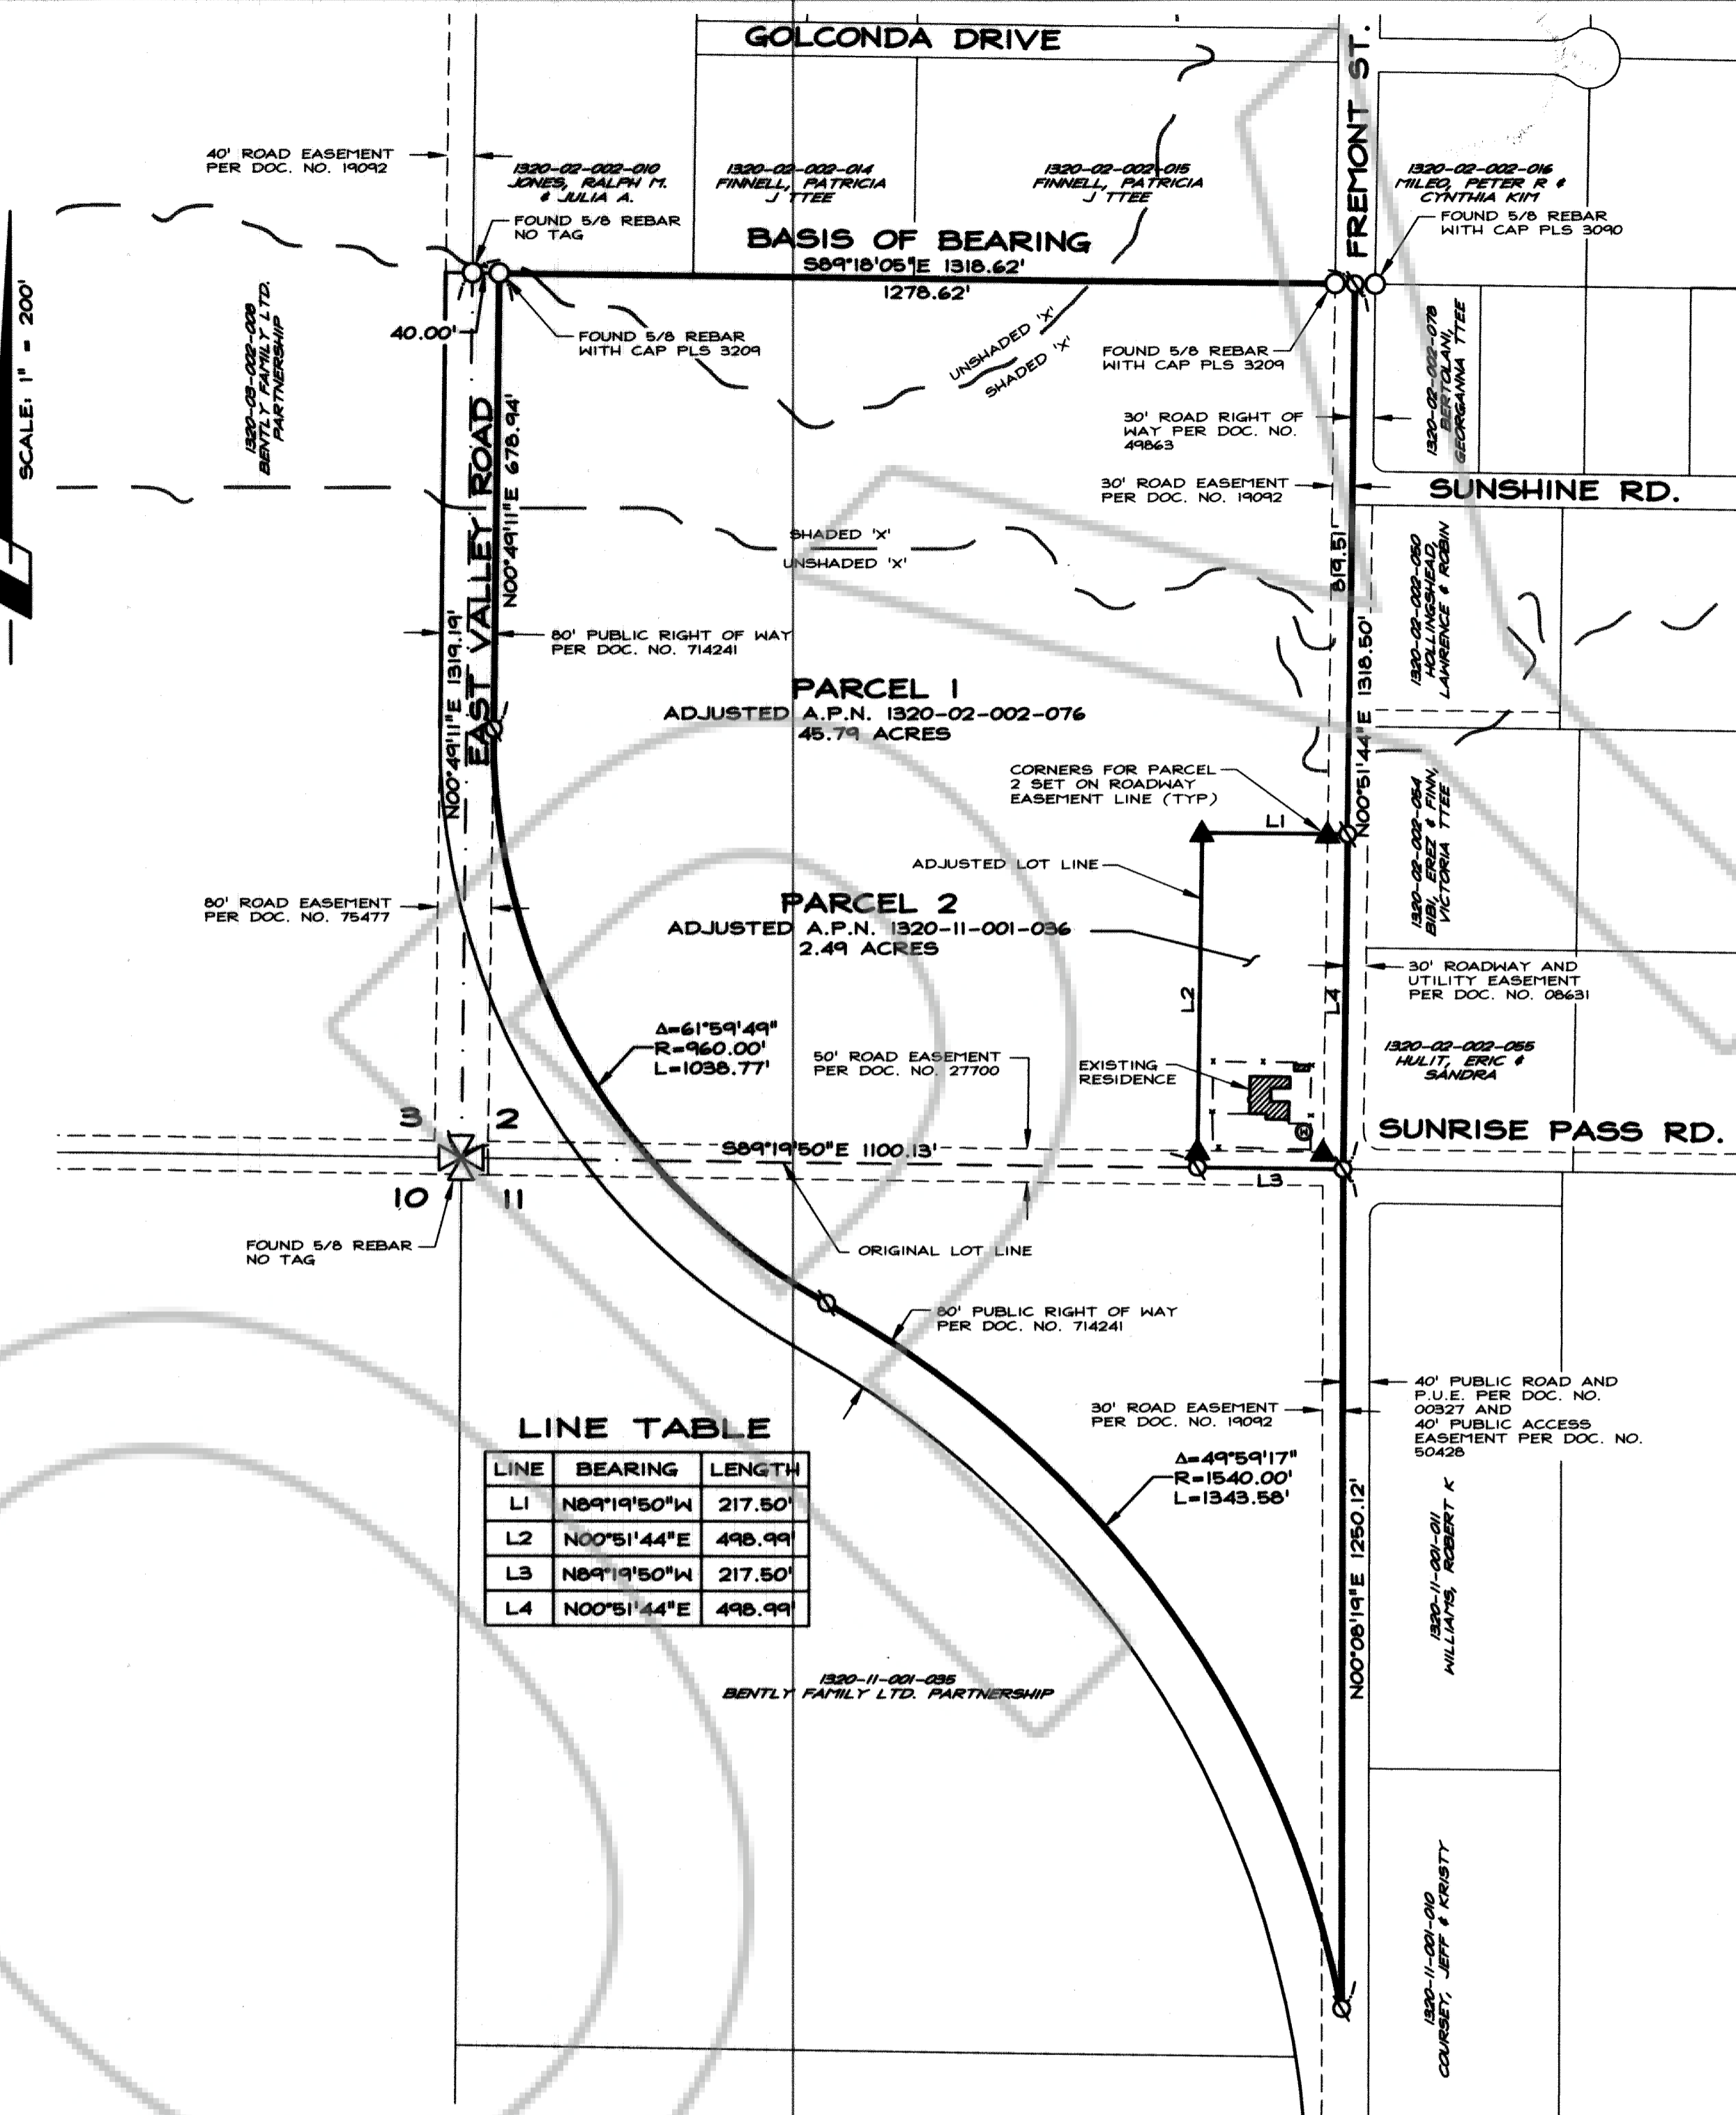 GOLCONDA DRIVE
FREMONT ST.
40' ROAD EASEMENT
PER DOC. NO. 19092
1320-02-002-010
JONES, RALPH M.
& JULIA A.
1320-02-002-014
FINNELL, PATRICIA
J TTEE
1320-02-002-015
FINNELL, PATRICIA
J TTEE
1320-02-002-016
MILEO, PETER R &
CYNTHIA KIM
FOUND 5/8 REBAR
NO TAG
FOUND 5/8 REBAR
WITH CAP PLS 3090
BASIS OF BEARING
S89°18'05"E 1318.62'
1278.62'
SCALE: 1" = 200'
1320-03-002-008
BENTLY FAMILY LTD.
PARTNERSHIP
40.00'
FOUND 5/8 REBAR
WITH CAP PLS 3209
UNSHADED 'X'
SHADED 'X'
FOUND 5/8 REBAR
WITH CAP PLS 3209
1320-02-002-078
BERTOLANI,
GEORGANNA TTEE
30' ROAD RIGHT OF
WAY PER DOC. NO.
49863
30' ROAD EASEMENT
PER DOC. NO. 19092
SUNSHINE RD.
EAST VALLEY ROAD
N00°49'11"E 678.94'
N00°49'11"E 1319.19'
SHADED 'X'
UNSHADED 'X'
819.51'
N00°51'44"E 1318.50'
1320-02-002-050
HOLLINGSHEAD,
LAWRENCE & ROBIN
80' PUBLIC RIGHT OF WAY
PER DOC. NO. 714241
PARCEL 1
ADJUSTED A.P.N. 1320-02-002-076
45.79 ACRES
CORNERS FOR PARCEL
2 SET ON ROADWAY
EASEMENT LINE (TYP)
L1
1320-02-002-054
BIBI, EREZ & FINN,
VICTORIA TTEE
ADJUSTED LOT LINE
80' ROAD EASEMENT
PER DOC. NO. 75477
PARCEL 2
ADJUSTED A.P.N. 1320-11-001-036
2.49 ACRES
L2
L4
30' ROADWAY AND
UTILITY EASEMENT
PER DOC. NO. 08631
Δ=61°59'49"
R=960.00'
L=1038.77'
50' ROAD EASEMENT
PER DOC. NO. 27700
EXISTING
RESIDENCE
1320-02-002-055
HULIT, ERIC &
SANDRA
3 2
SUNRISE PASS RD.
S89°19'50"E 1100.13'
L3
10 11
FOUND 5/8 REBAR
NO TAG
ORIGINAL LOT LINE
80' PUBLIC RIGHT OF WAY
PER DOC. NO. 714241
30' ROAD EASEMENT
PER DOC. NO. 19092
40' PUBLIC ROAD AND
P.U.E. PER DOC. NO.
00327 AND
40' PUBLIC ACCESS
EASEMENT PER DOC. NO.
50428
Δ=49°59'17"
R=1540.00'
L=1343.58'
N00°08'19"E 1250.12'
1320-11-001-011
WILLIAMS, ROBERT K
LINE TABLE
LINE BEARING LENGTH
L1 N89°19'50"W 217.50'
L2 N00°51'44"E 498.99'
L3 N89°19'50"W 217.50'
L4 N00°51'44"E 498.99'
1320-11-001-035
BENTLY FAMILY LTD. PARTNERSHIP
1320-11-001-010
COURSEY, JEFF & KRISTY